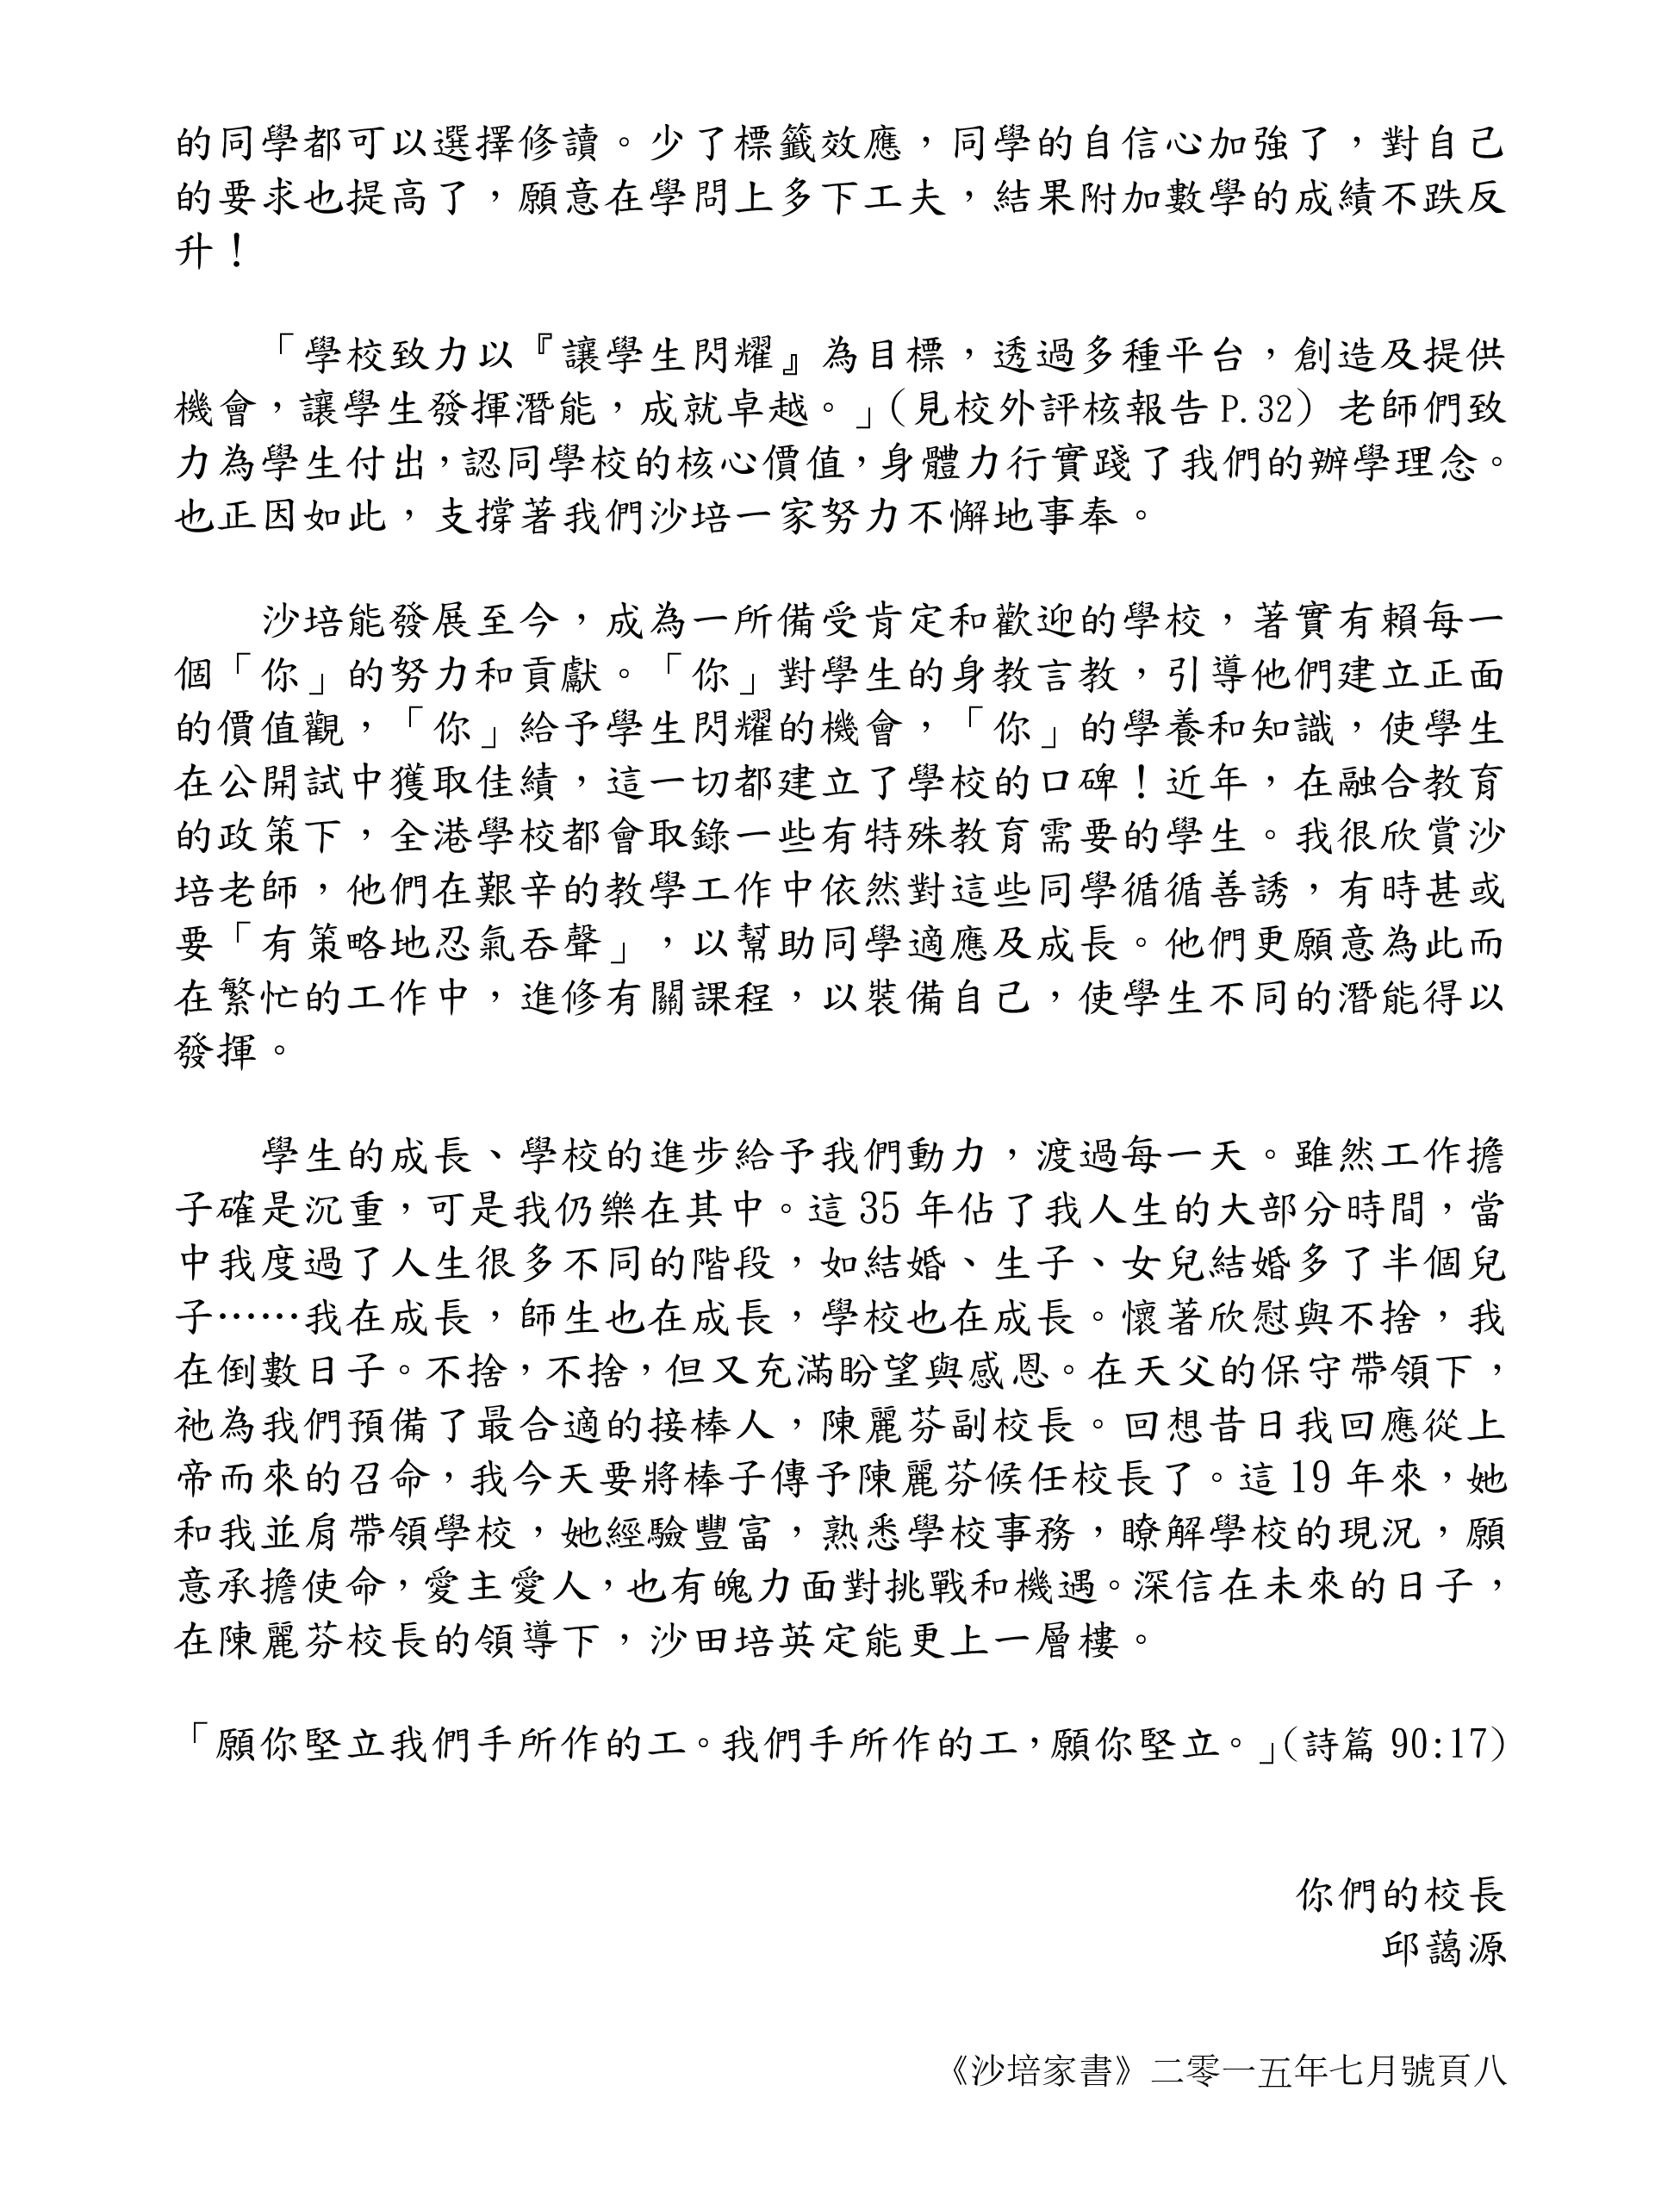 的同學都可以選擇修讀。少了標籤效應，同學的自信心加強了，對自己
的要求也提高了，願意在學問上多下工夫，結果附加數學的成績不跌反
升！
「學校致力以『讓學生閃耀』為目標，透過多種平台，創造及提供
機會，讓學生發揮潛能，成就卓越。」(見校外評核報告 P.32) 老師們致
力為學生付出，認同學校的核心價值，身體力行實踐了我們的辦學理念。
也正因如此，支撐著我們沙培一家努力不懈地事奉。
沙培能發展至今，成為一所備受肯定和歡迎的學校，著實有賴每一
個「你」的努力和貢獻。「你」對學生的身教言教，引導他們建立正面
的價值觀，「你」給予學生閃耀的機會，「你」的學養和知識，使學生
在公開試中獲取佳績，這一切都建立了學校的口碑！近年，在融合教育
的政策下，全港學校都會取錄一些有特殊教育需要的學生。我很欣賞沙
培老師，他們在艱辛的教學工作中依然對這些同學循循善誘，有時甚或
要「有策略地忍氣吞聲」，以幫助同學適應及成長。他們更願意為此而
在繁忙的工作中，進修有關課程，以裝備自己，使學生不同的潛能得以
發揮。
學生的成長、學校的進步給予我們動力，渡過每一天。雖然工作擔
子確是沉重，可是我仍樂在其中。這 35 年佔了我人生的大部分時間，當
中我度過了人生很多不同的階段，如結婚、生子、女兒結婚多了半個兒
子……我在成長，師生也在成長，學校也在成長。懷著欣慰與不捨，我
在倒數日子。不捨，不捨，但又充滿盼望與感恩。在天父的保守帶領下，
祂為我們預備了最合適的接棒人，陳麗芬副校長。回想昔日我回應從上
帝而來的召命，我今天要將棒子傳予陳麗芬候任校長了。這 19 年來，她
和我並肩帶領學校，她經驗豐富，熟悉學校事務，瞭解學校的現況，願
意承擔使命，愛主愛人，也有魄力面對挑戰和機遇。深信在未來的日子，
在陳麗芬校長的領導下，沙田培英定能更上一層樓。
「願你堅立我們手所作的工。我們手所作的工，願你堅立。」(詩篇 90:17)
你們的校長
邱藹源
《沙培家書》二零一五年七月號頁八